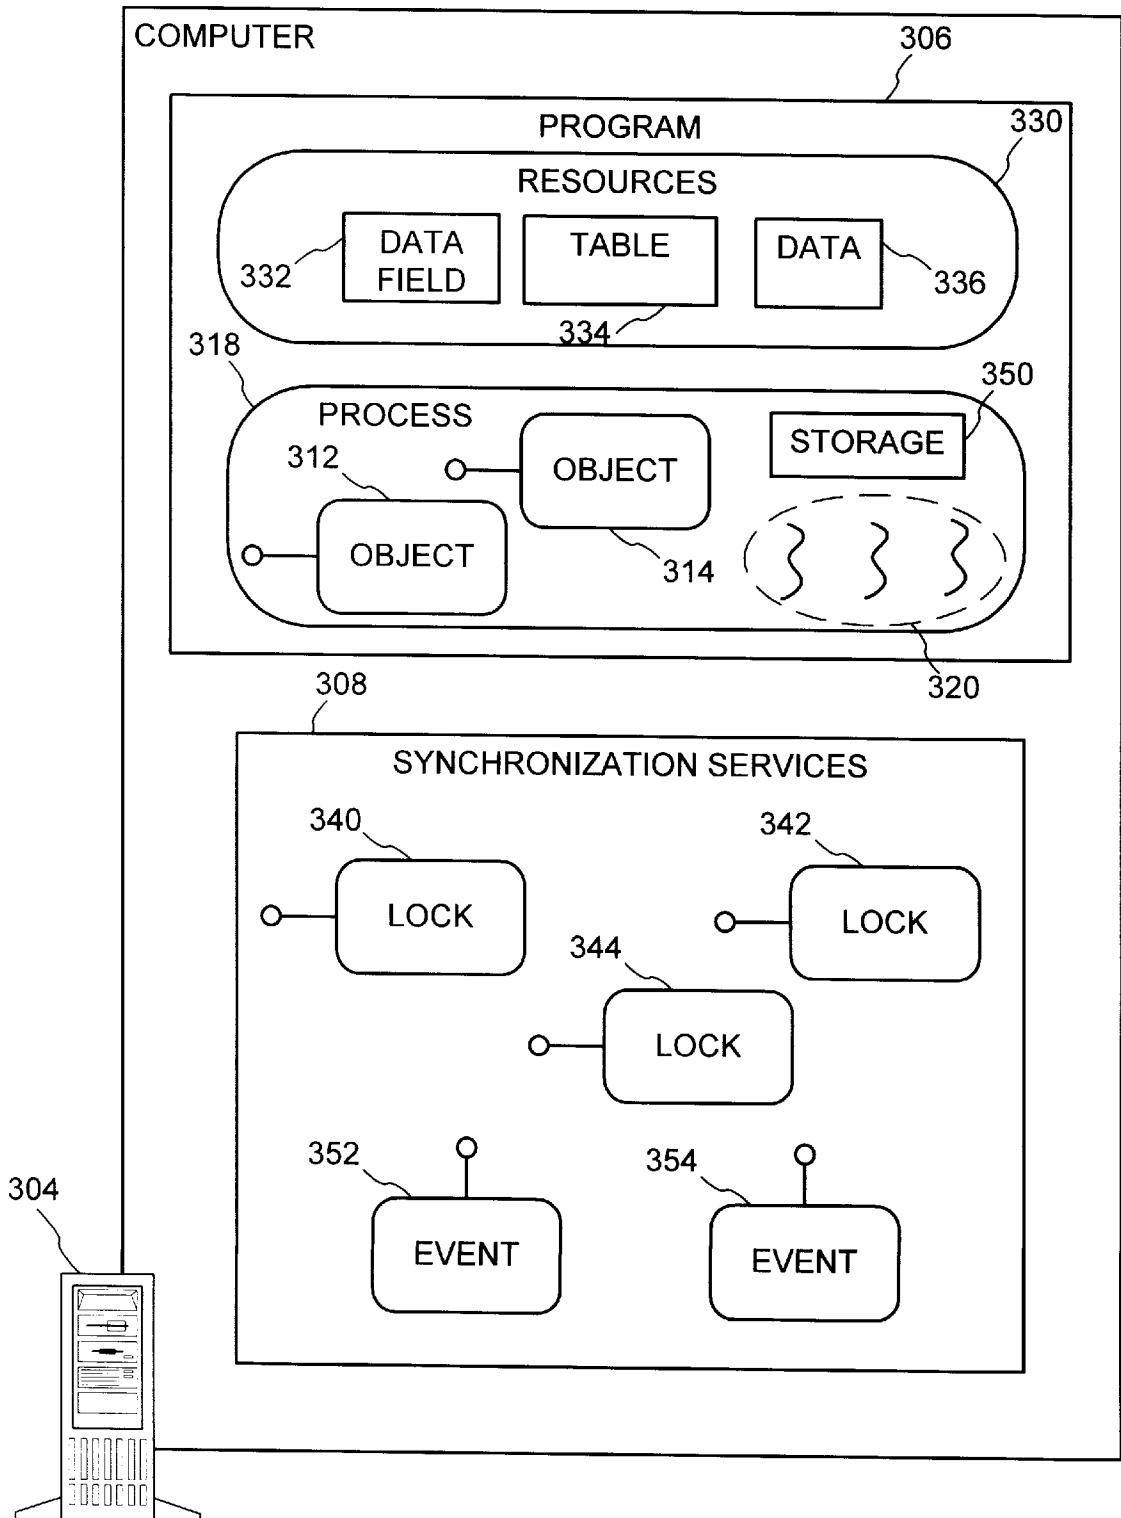 COMPUTER
306
PROGRAM
330
RESOURCES
DATA
FIELD
TABLE
DATA
332
334
336
318
350
PROCESS
STORAGE
312
OBJECT
OBJECT
314
320
308
SYNCHRONIZATION SERVICES
340
342
LOCK
LOCK
344
LOCK
352
354
304
EVENT
EVENT